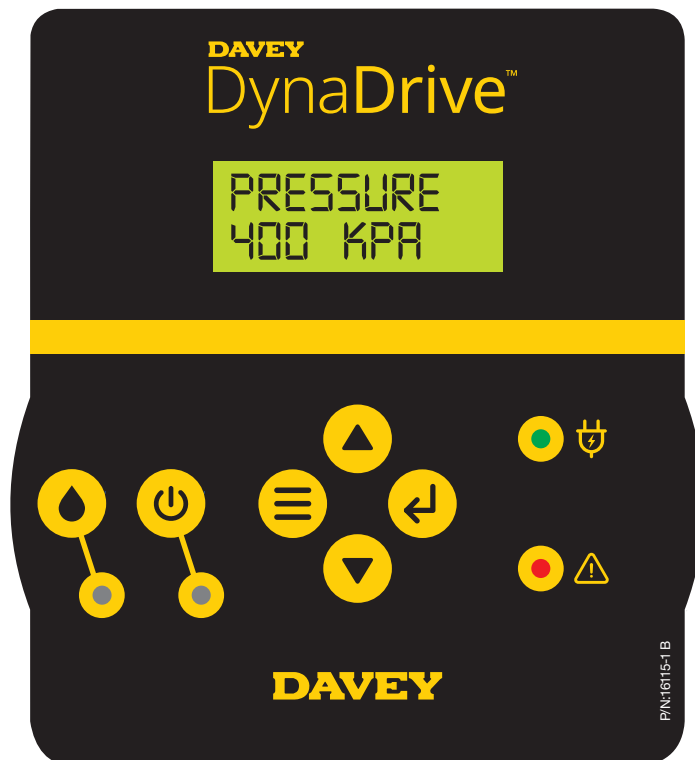 DAVEY
DynaDrive™
PRESSURE
400 KPA
DAVEY
P/N:16115-1 B